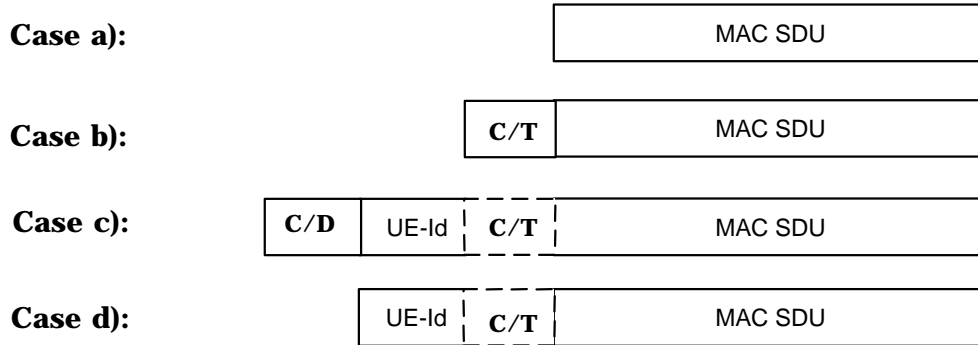 Case a): MAC SDU
Case b): C/T MAC SDU
Case c): C/D UE-Id C/T MAC SDU
Case d): UE-Id C/T MAC SDU